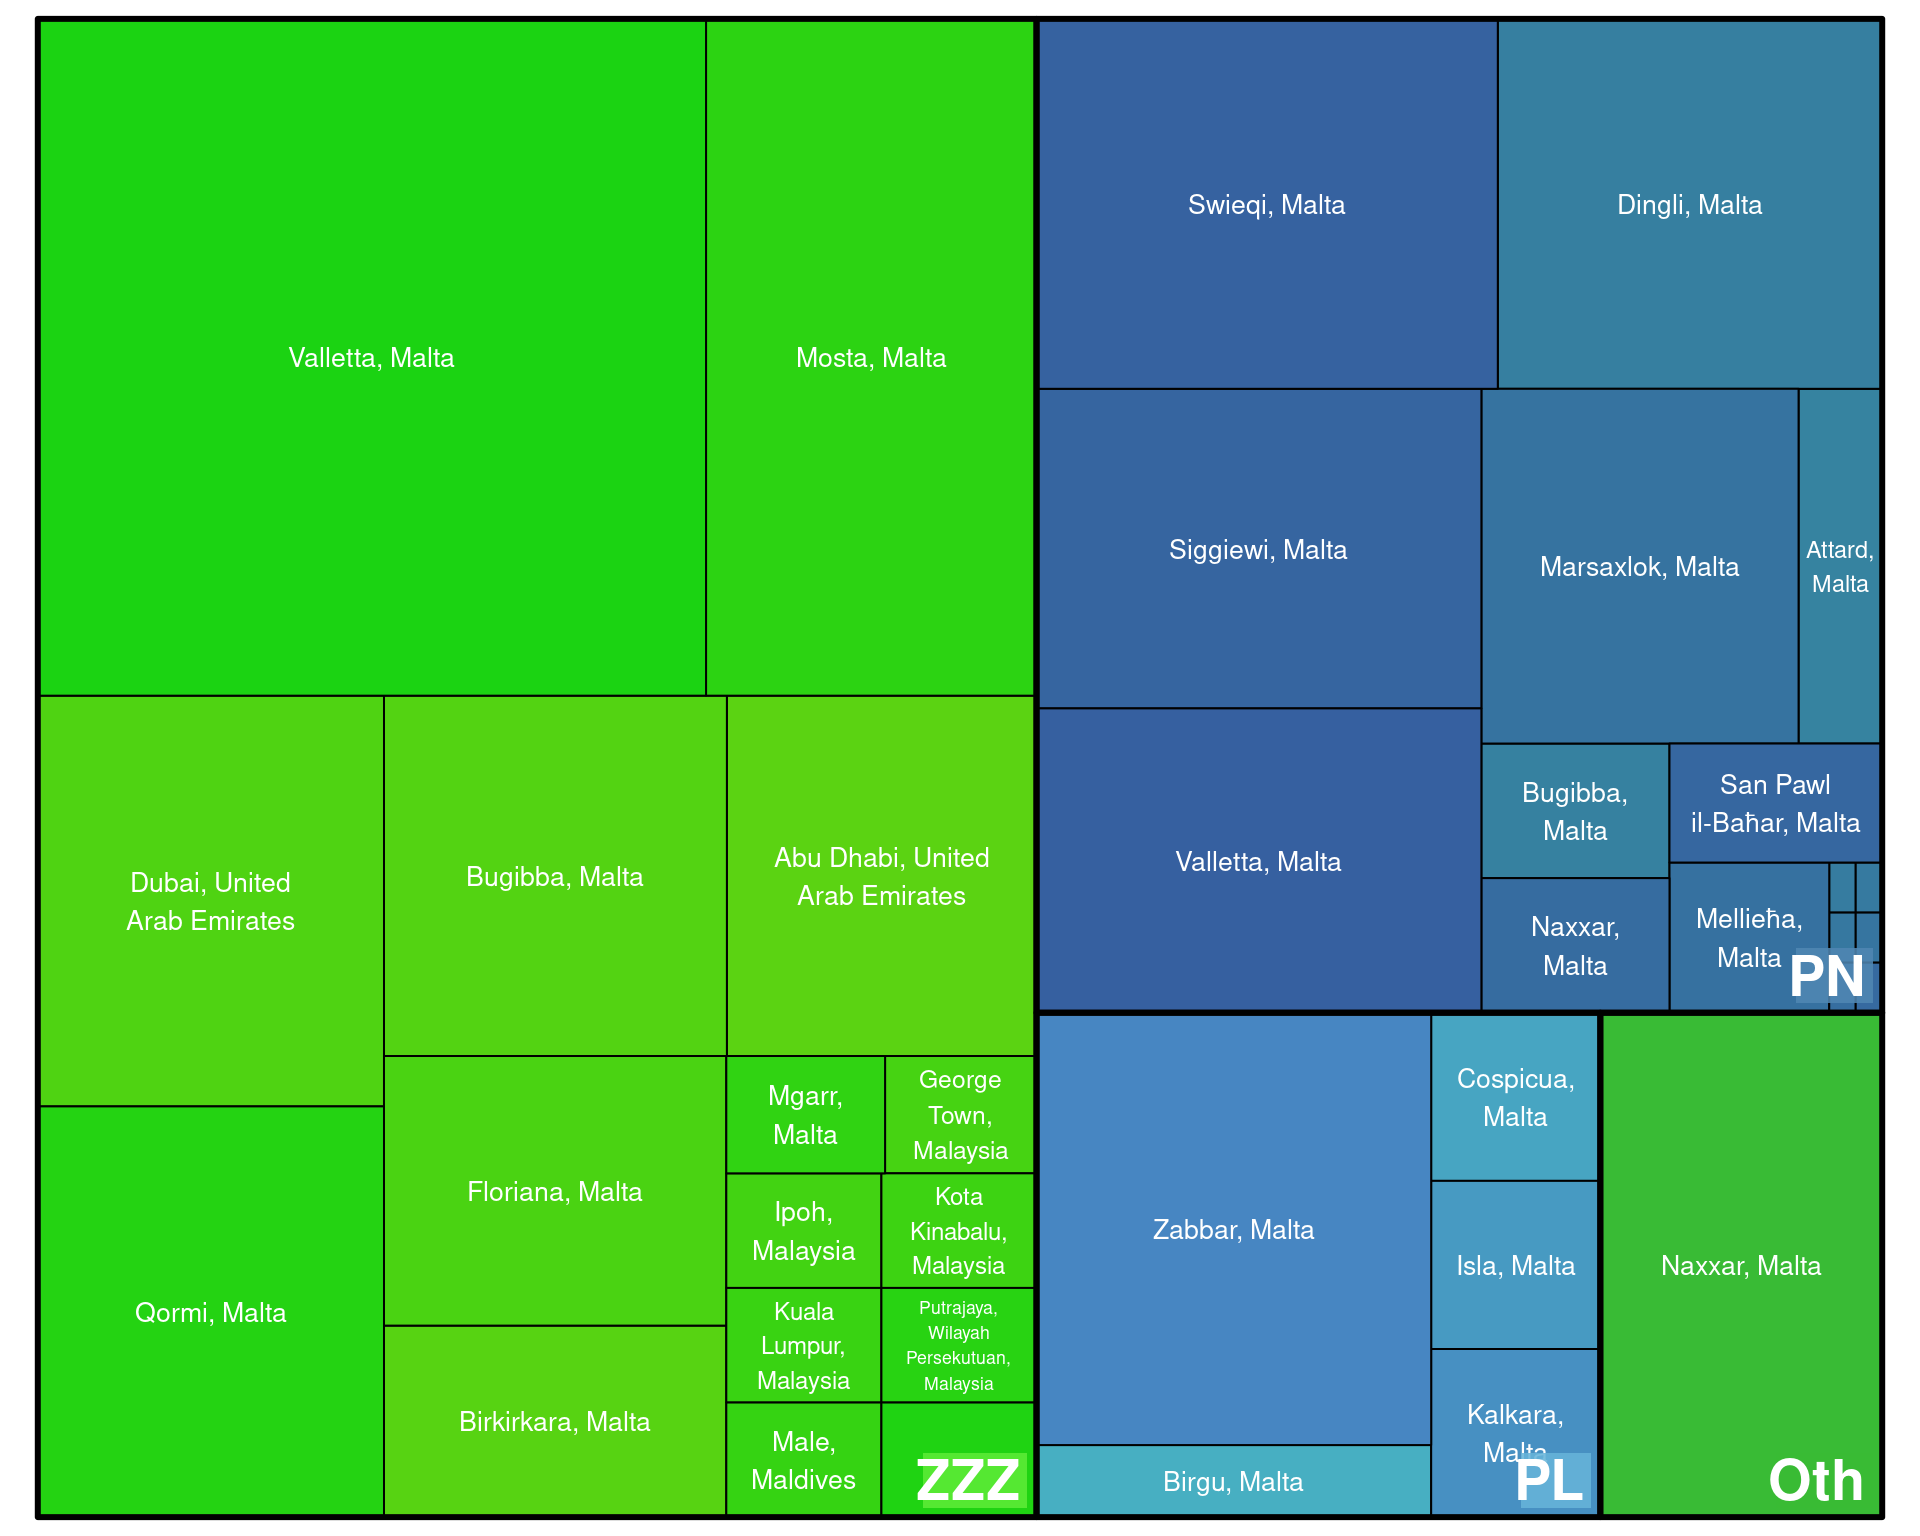 Valletta, Malta
Mosta, Malta
Dubai, United
Arab Emirates
Bugibba, Malta
Abu Dhabi, United
Arab Emirates
Qormi, Malta
Floriana, Malta
Birkirkara, Malta
Mgarr,
Malta
George
Town,
Malaysia
Ipoh,
Malaysia
Kota
Kinabalu,
Malaysia
Kuala
Lumpur,
Malaysia
Putrajaya,
Wilayah
Persekutuan,
Malaysia
Male,
Maldives
ZZZ
Swieqi, Malta
Dingli, Malta
Siggiewi, Malta
Marsaxlok, Malta
Attard,
Malta
Valletta, Malta
Bugibba,
Malta
San Pawl
il-Baħar, Malta
Naxxar,
Malta
Mellieħa,
Malta
PN
Zabbar, Malta
Cospicua,
Malta
Isla, Malta
Kalkara,
Malta
Birgu, Malta
PL
Naxxar, Malta
Oth